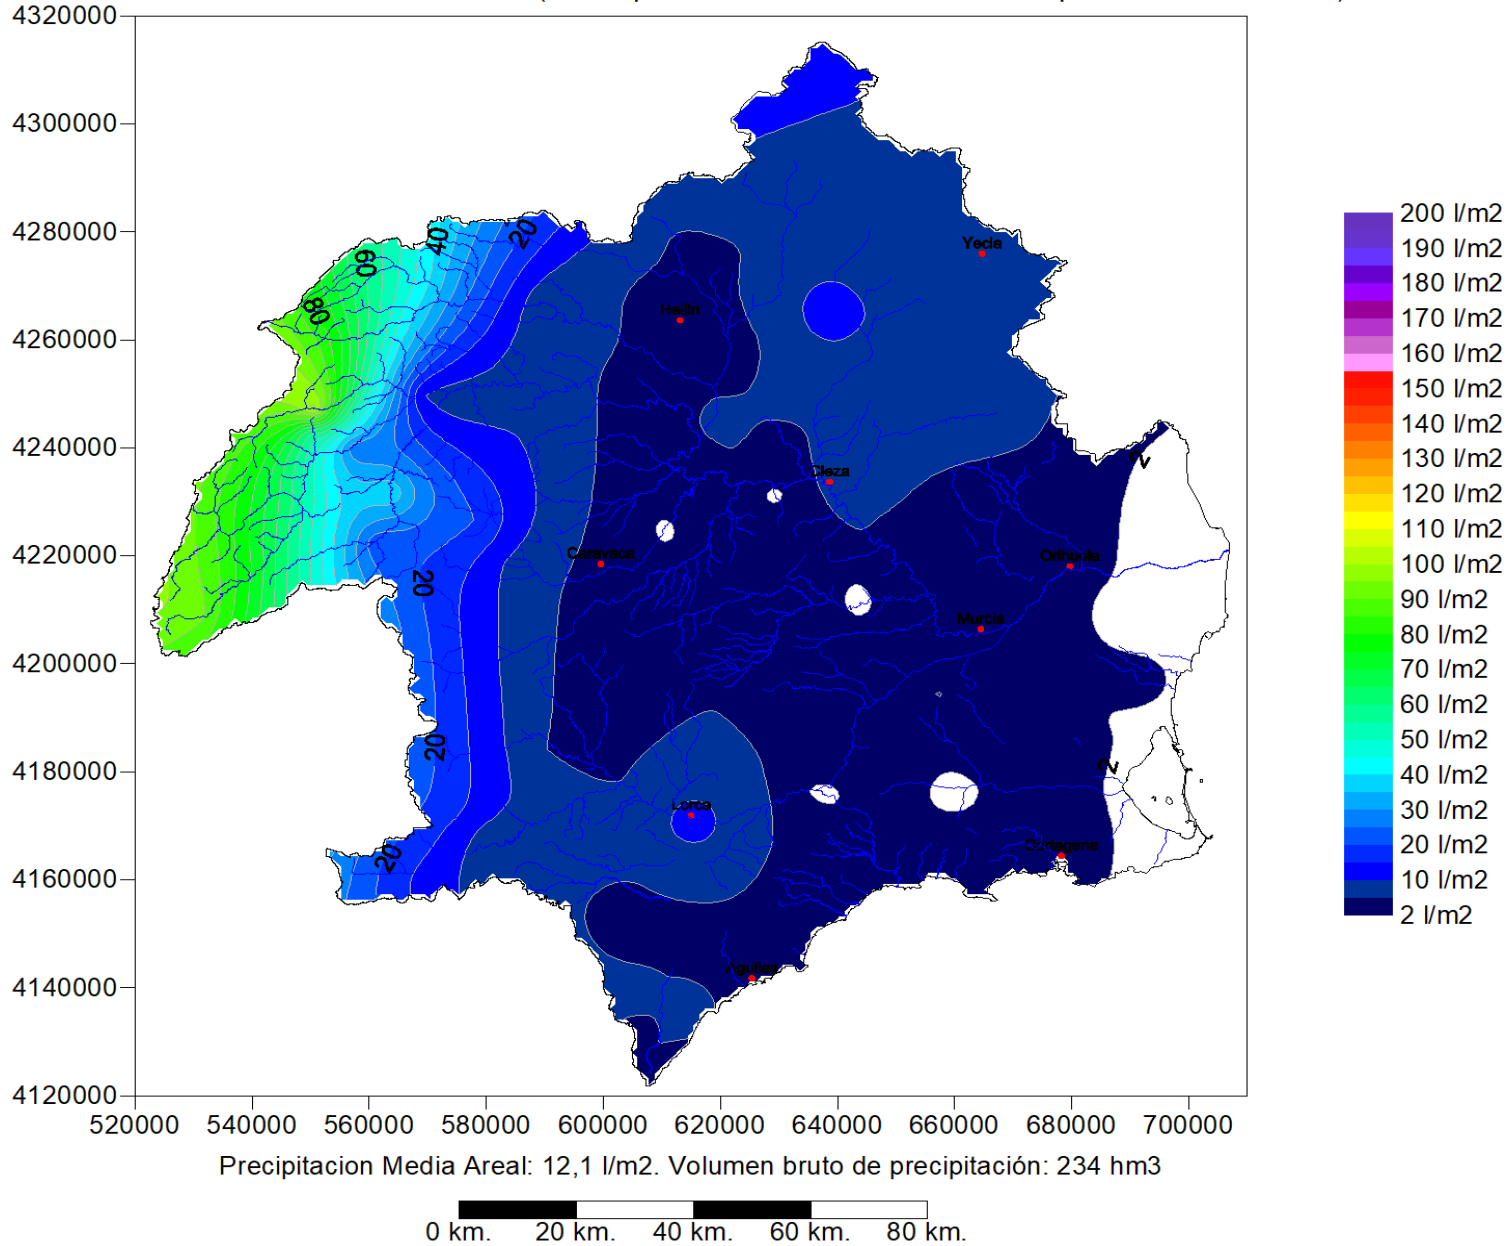 4320000
4300000
4280000
4260000
4240000
4220000
4200000
4180000
4160000
4140000
4120000
520000 540000 560000 580000 600000 620000 640000 660000 680000 700000
80
60
40
20
20
20
20
2
2
Yecla
Hellin
Cieza
Caravaca
Orihuela
Murcia
Lorca
Cartagena
Aguilas
200 l/m2
190 l/m2
180 l/m2
170 l/m2
160 l/m2
150 l/m2
140 l/m2
130 l/m2
120 l/m2
110 l/m2
100 l/m2
90 l/m2
80 l/m2
70 l/m2
60 l/m2
50 l/m2
40 l/m2
30 l/m2
20 l/m2
10 l/m2
2 l/m2
Precipitacion Media Areal: 12,1 l/m2. Volumen bruto de precipitación: 234 hm3
0 km. 20 km. 40 km. 60 km. 80 km.